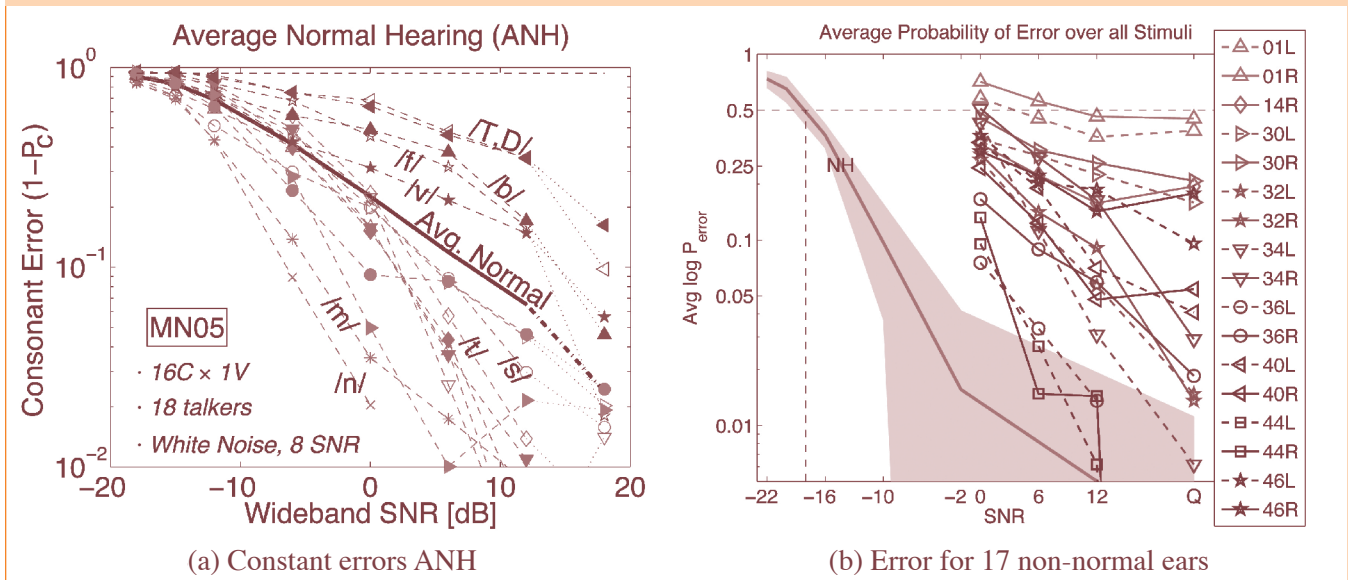 Average Normal Hearing (ANH)
Consonant Error (1−P_C)
10^0
10^−1
10^−2
/T,D/
/b/
/v/
Avg. Normal
/m/
/n/
/t/
/s/
MN05
· 16C × 1V
· 18 talkers
· White Noise, 8 SNR
−20 −10 0 10 20
Wideband SNR [dB]
(a) Constant errors ANH
Average Probability of Error over all Stimuli
Avg log P_error
1
0.5
0.25
0.1
0.05
0.01
NH
−22 −16 −10 −2 0 6 12 Q
SNR
01L
01R
14R
30L
30R
32L
32R
34L
34R
36L
36R
40L
40R
44L
44R
46L
46R
(b) Error for 17 non-normal ears